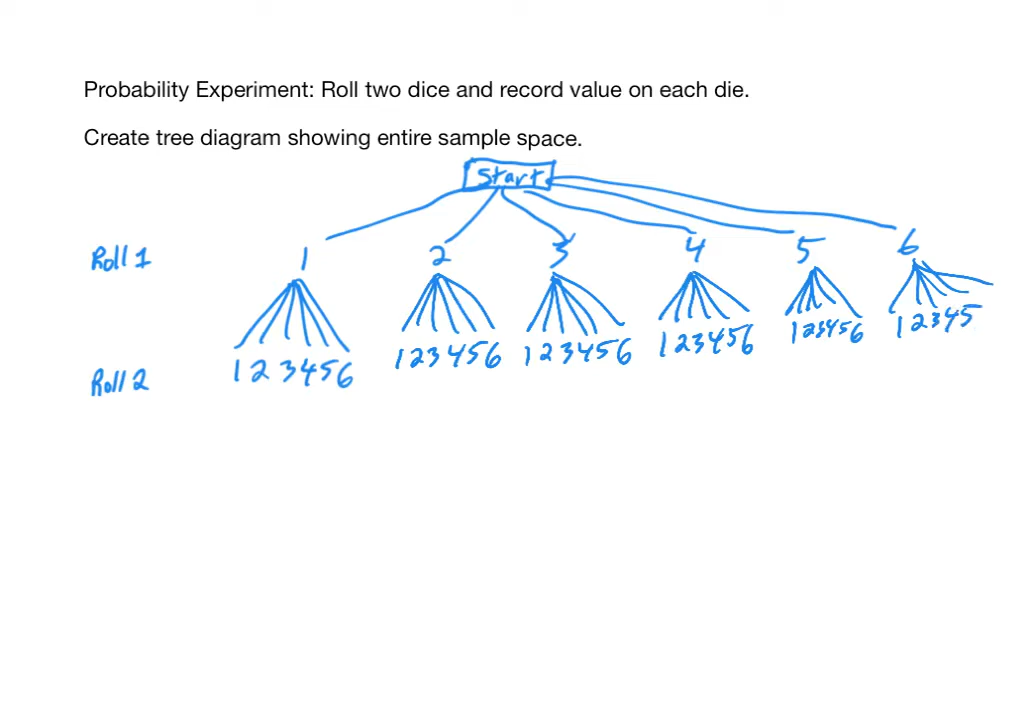 Probability Experiment: Roll two dice and record value on each die.
Create tree diagram showing entire sample space.
Start
Roll 1 1 2 3 4 5 6
1 2 3 4 5 6 1 2 3 4 5 6 1 2 3 4 5 6 1 2 3 4 5 6 1 2 3 4 5 6 1 2 3 4 5
Roll 2